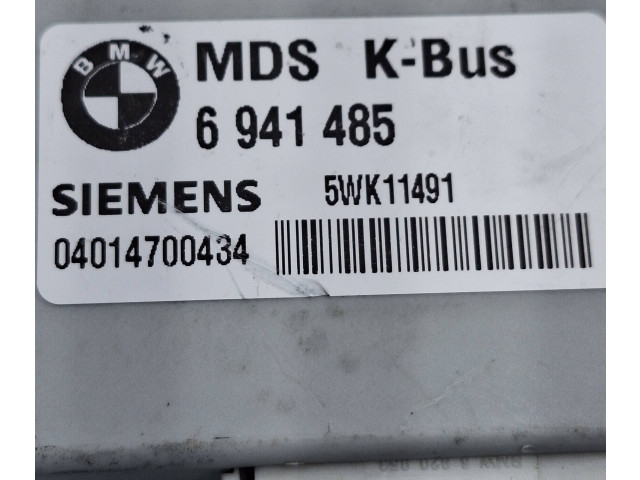 BMW
MDS K-Bus
6 941 485
SIEMENS 5WK11491
04014700434